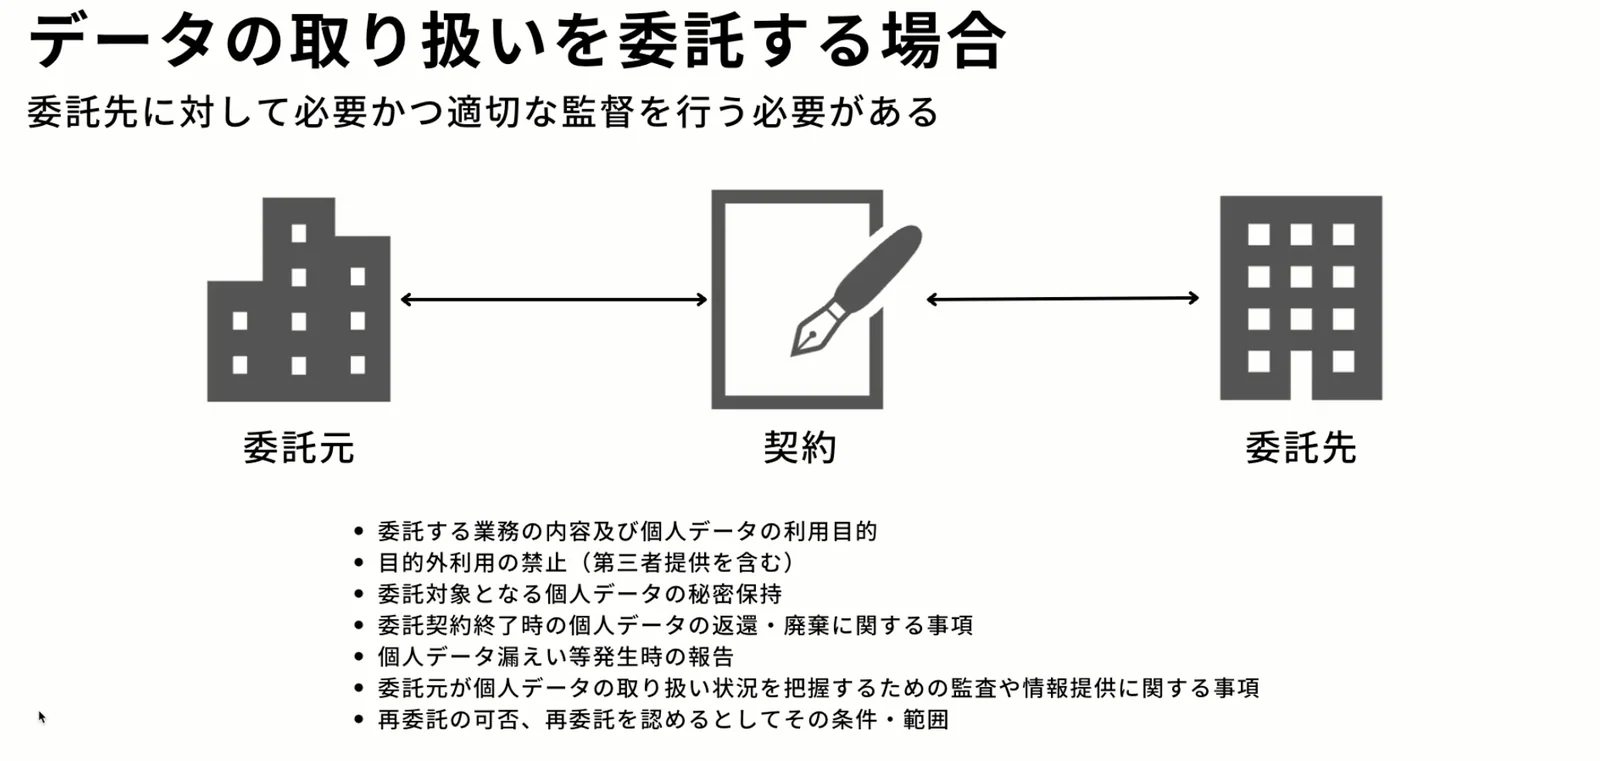 データの取り扱いを委託する場合
委託先に対して必要かつ適切な監督を行う必要がある
委託元
契約
委託先
• 委託する業務の内容及び個人データの利用目的
• 目的外利用の禁止（第三者提供を含む）
• 委託対象となる個人データの秘密保持
• 委託契約終了時の個人データの返還・廃棄に関する事項
• 個人データ漏えい等発生時の報告
• 委託元が個人データの取り扱い状況を把握するための監査や情報提供に関する事項
• 再委託の可否、再委託を認めるとしてその条件・範囲